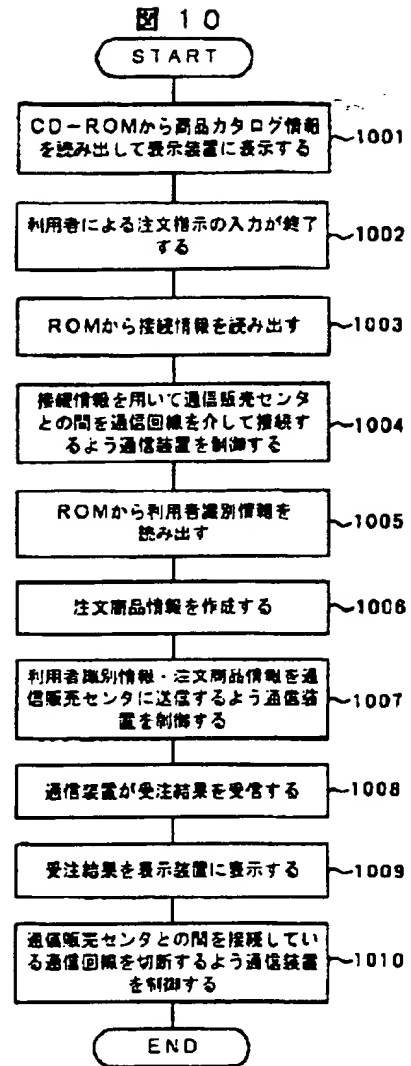 図 10
START
CD-ROMから商品カタログ情報
を読み出して表示装置に表示する
1001
利用者による注文指示の入力が終了
する
1002
ROMから接続情報を読み出す
1003
接続情報を用いて通信販売センタ
との間を通信回線を介して接続す
るよう通信装置を制御する
1004
ROMから利用者識別情報を
読み出す
1005
注文商品情報を作成する
1006
利用者識別情報・注文商品情報を通
信販売センタに送信するよう通信装
置を制御する
1007
通信装置が受注結果を受信する
1008
受注結果を表示装置に表示する
1009
通信販売センタとの間を接続してい
る通信回線を切断するよう通信装置
を制御する
1010
END